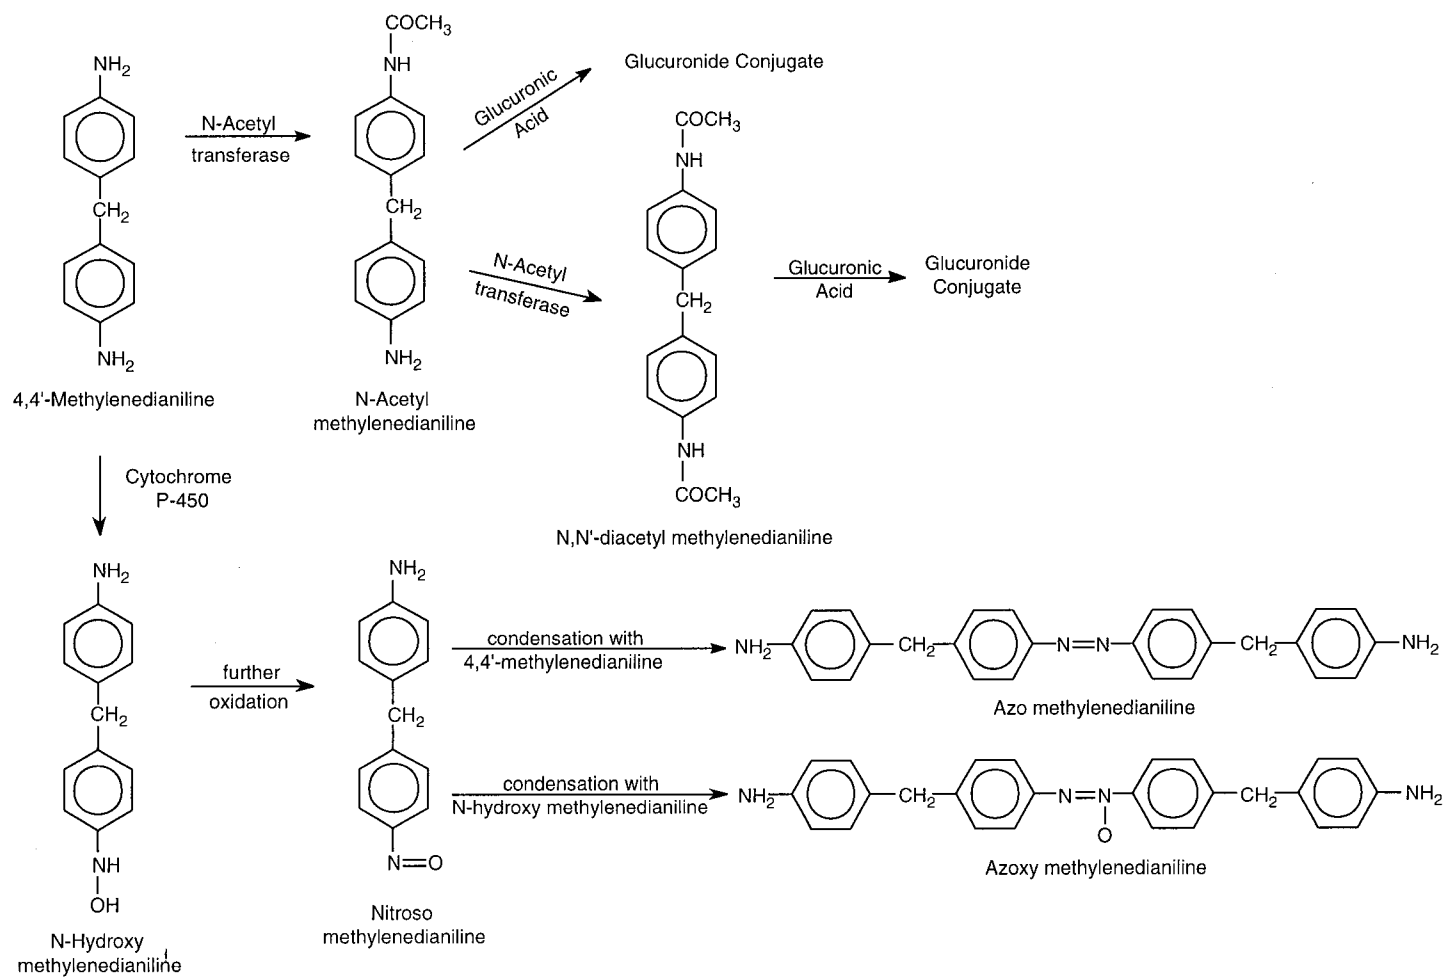 COCH3
NH2
NH
Glucuronide Conjugate
Glucuronic
Acid
N-Acetyl
transferase
COCH3
NH
CH2
CH2
N-Acetyl
transferase
Glucuronic
Acid
Glucuronide
Conjugate
CH2
NH2
NH2
4,4'-Methylenedianiline
N-Acetyl
methylenedianiline
NH
COCH3
N,N'-diacetyl methylenedianiline
Cytochrome
P-450
NH2
NH2
condensation with
4,4'-methylenedianiline
NH2 CH2 N=N CH2 NH2
Azo methylenedianiline
further
oxidation
CH2
CH2
condensation with
N-hydroxy methylenedianiline
NH2 CH2 N=N CH2 NH2
O
Azoxy methylenedianiline
NH
OH
N=O
N-Hydroxy
methylenedianiline
Nitroso
methylenedianiline